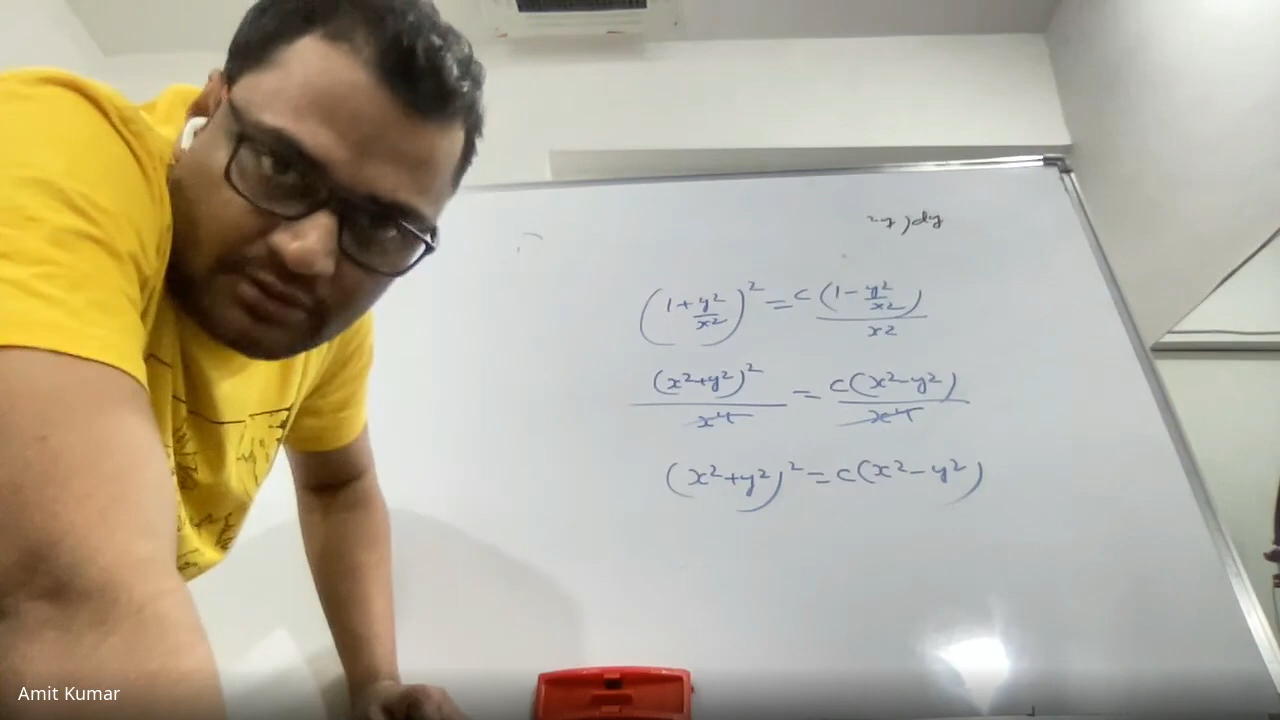 )dy
(1+y²/x²)² = c(1-y²/x²)/x²
(x²+y²)²/x⁴ = c(x²-y²)/x⁴
(x²+y²)² = c(x²-y²)
Amit Kumar